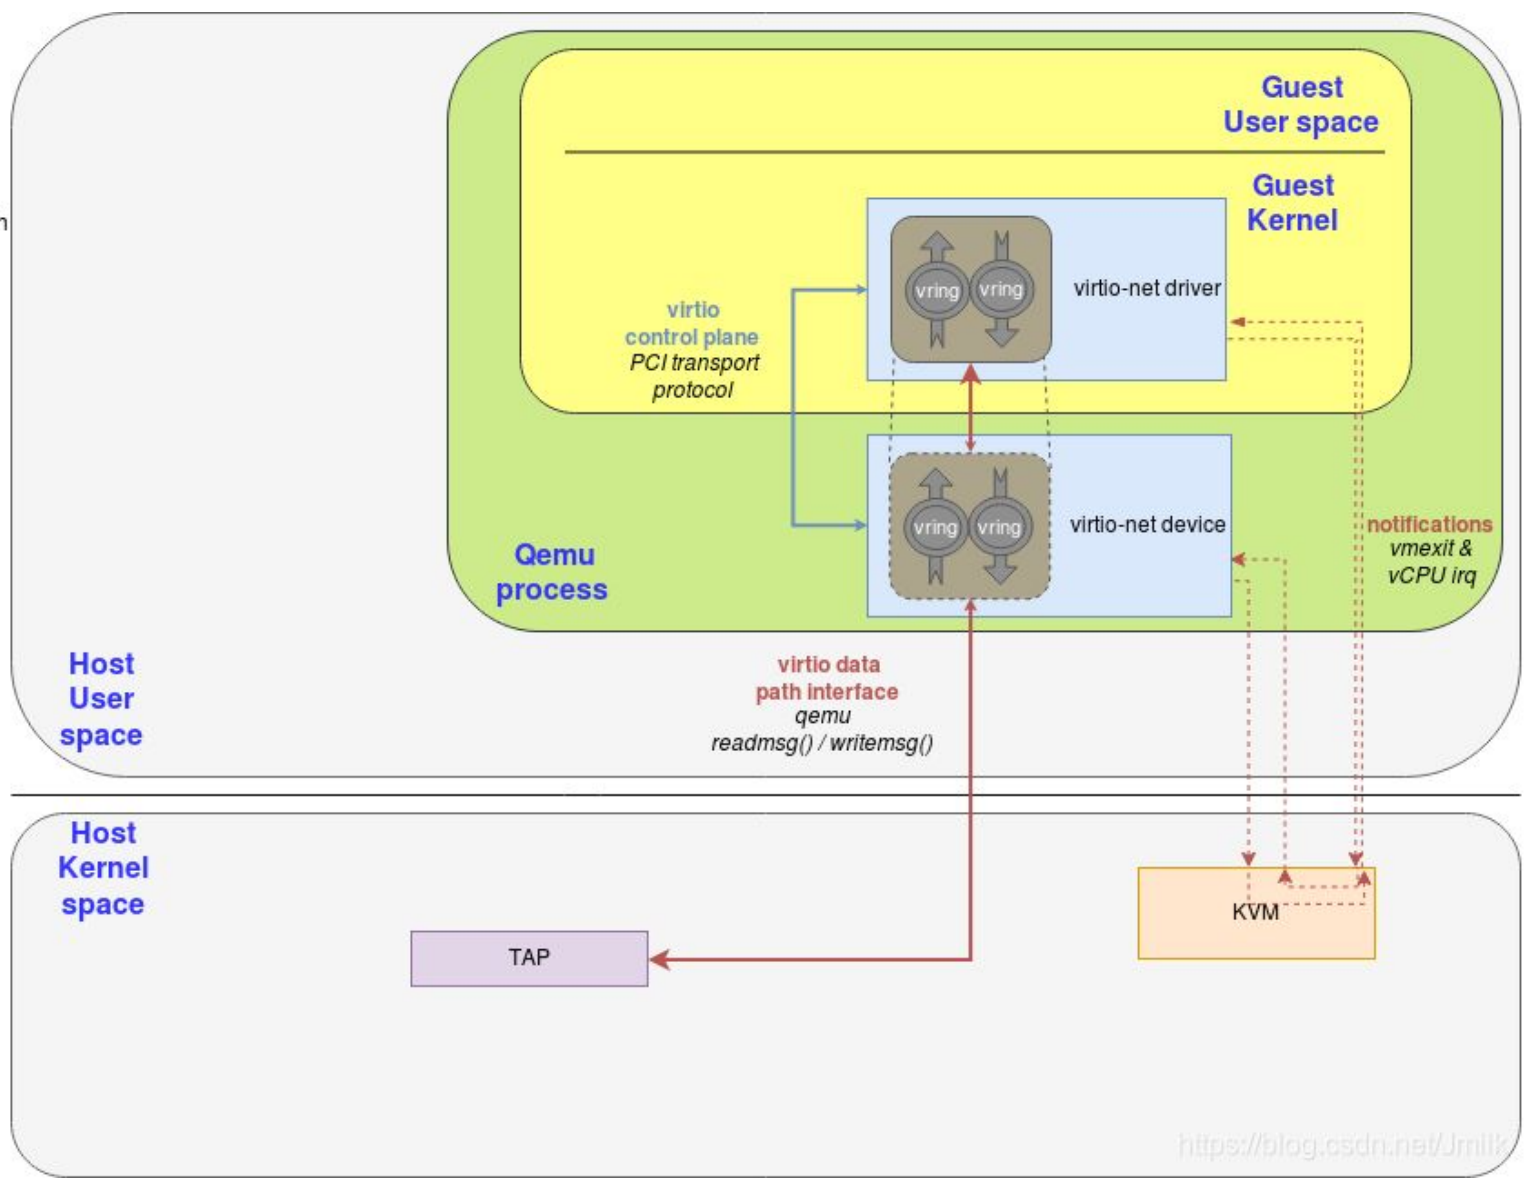 Guest
User space
Guest
Kernel
n
vring
vring
virtio-net driver
virtio
control plane
PCI transport
protocol
vring
vring
virtio-net device
notifications
vmexit &
vCPU irq
Qemu
process
Host
User
space
virtio data
path interface
qemu
readmsg() / writemsg()
Host
Kernel
space
KVM
TAP
https://blog.csdn.net/Jmilk